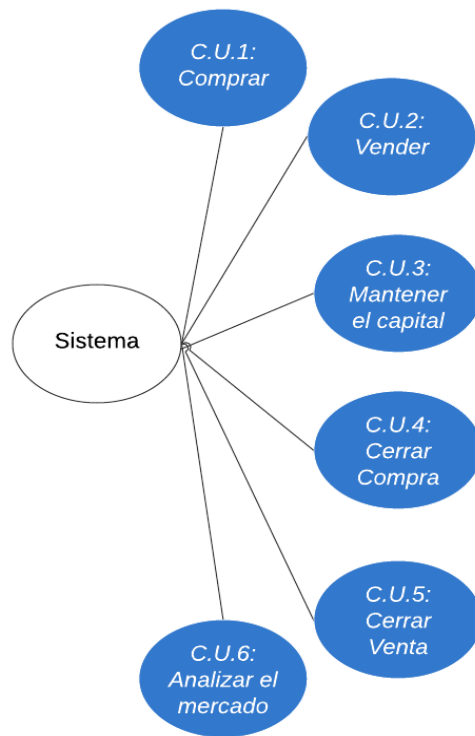 C.U.1:
Comprar
C.U.2:
Vender
C.U.3:
Mantener
el capital
Sistema
C.U.4:
Cerrar
Compra
C.U.5:
Cerrar
Venta
C.U.6:
Analizar el
mercado